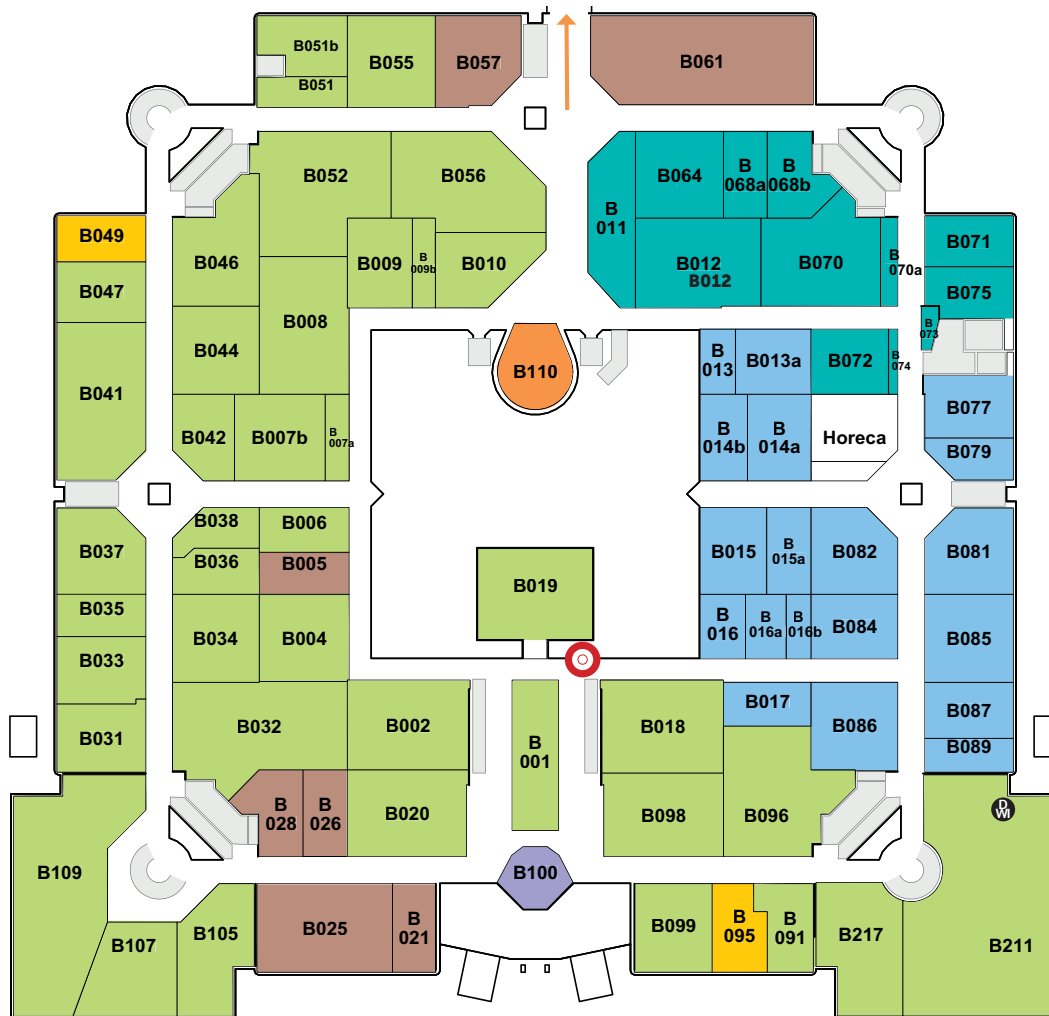 B051b
B055
B057
B061
B051
B052
B056
B064
B
068a
B
068b
B
011
B049
B046
B009
B
009b
B010
B012
B012
B070
B
070a
B071
B047
B075
B008
B
073
B044
B110
B
013
B013a
B072
B
074
B041
B077
B042
B007b
B
007a
B
014b
B
014a
Horeca
B079
B038
B006
B037
B036
B005
B015
B
015a
B082
B081
B035
B019
B034
B004
B
016
B
016a
B
016b
B084
B085
B033
B032
B002
B018
B017
B086
B087
B031
B
001
B089
B
028
B
026
B020
B098
B096
D
WI
B109
B100
B107
B105
B025
B
021
B099
B
095
B
091
B217
B211